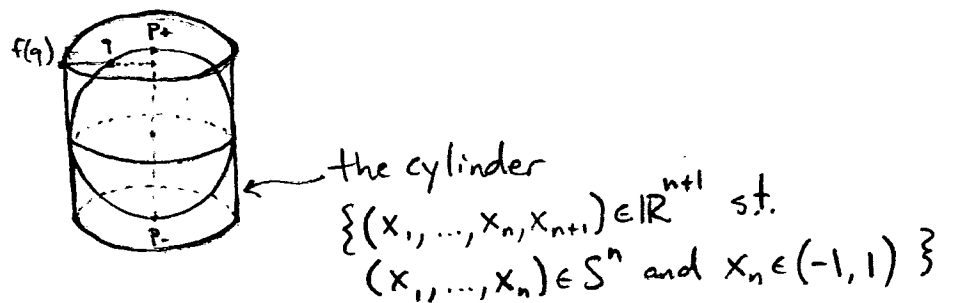 P+
f(q) q
the cylinder
{(x₁, ..., xₙ, xₙ₊₁) ∈ ℝⁿ⁺¹ s.t.
(x₁, ..., xₙ) ∈ Sⁿ and xₙ ∈ (-1, 1) }
P-